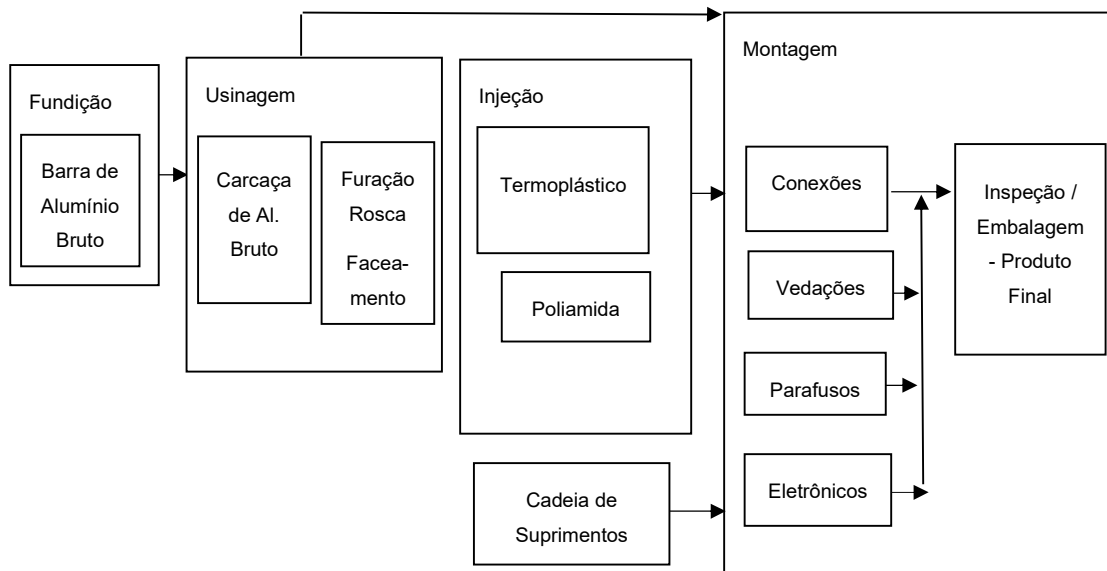 Fundição
Barra de
Alumínio
Bruto
Usinagem
Carcaça
de Al.
Bruto
Furação
Rosca
Facea-
mento
Injeção
Termoplástico
Poliamida
Cadeia de
Suprimentos
Montagem
Conexões
Vedações
Parafusos
Eletrônicos
Inspeção /
Embalagem
- Produto
Final